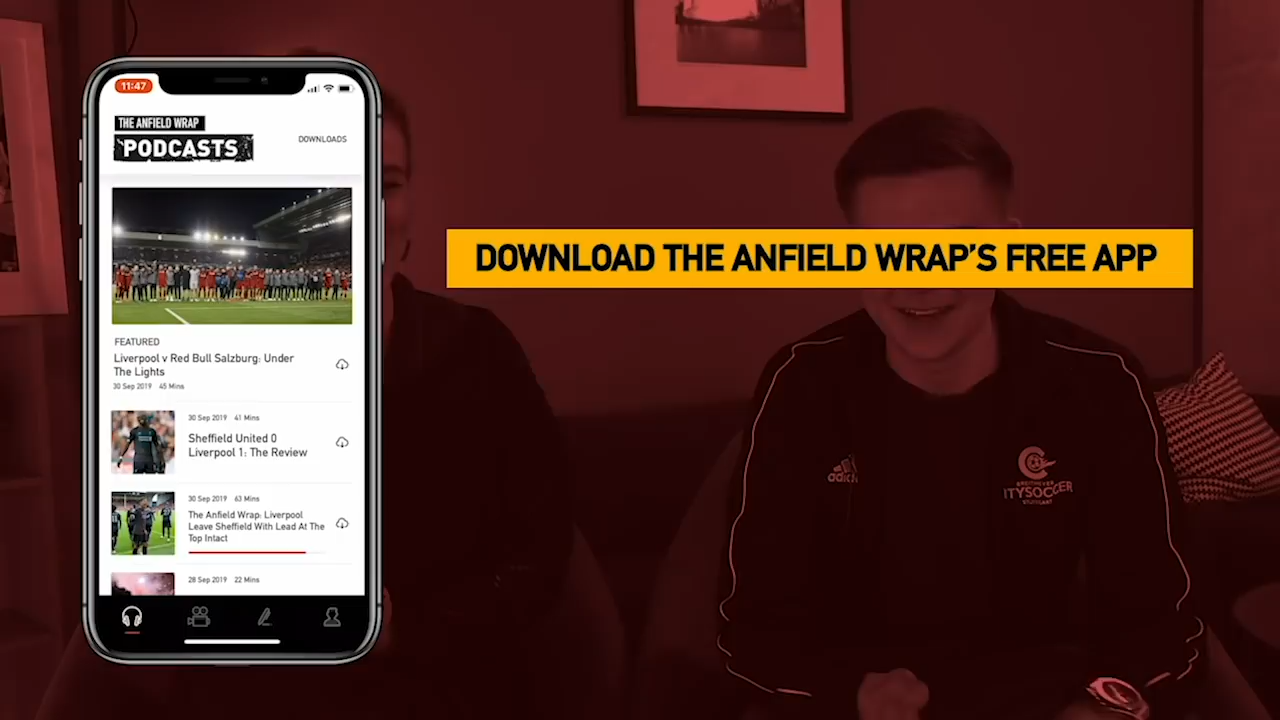 11:47
THE ANFIELD WRAP
PODCASTS
DOWNLOADS
FEATURED
Liverpool v Red Bull Salzburg: Under
The Lights
30 Sep 2019 45 Mins
30 Sep 2019 41 Mins
Sheffield United 0
Liverpool 1: The Review
30 Sep 2019 63 Mins
The Anfield Wrap: Liverpool
Leave Sheffield With Lead At The
Top Intact
28 Sep 2019 22 Mins
DOWNLOAD THE ANFIELD WRAP'S FREE APP
adidas
ITYSOCCER
STUTTGART